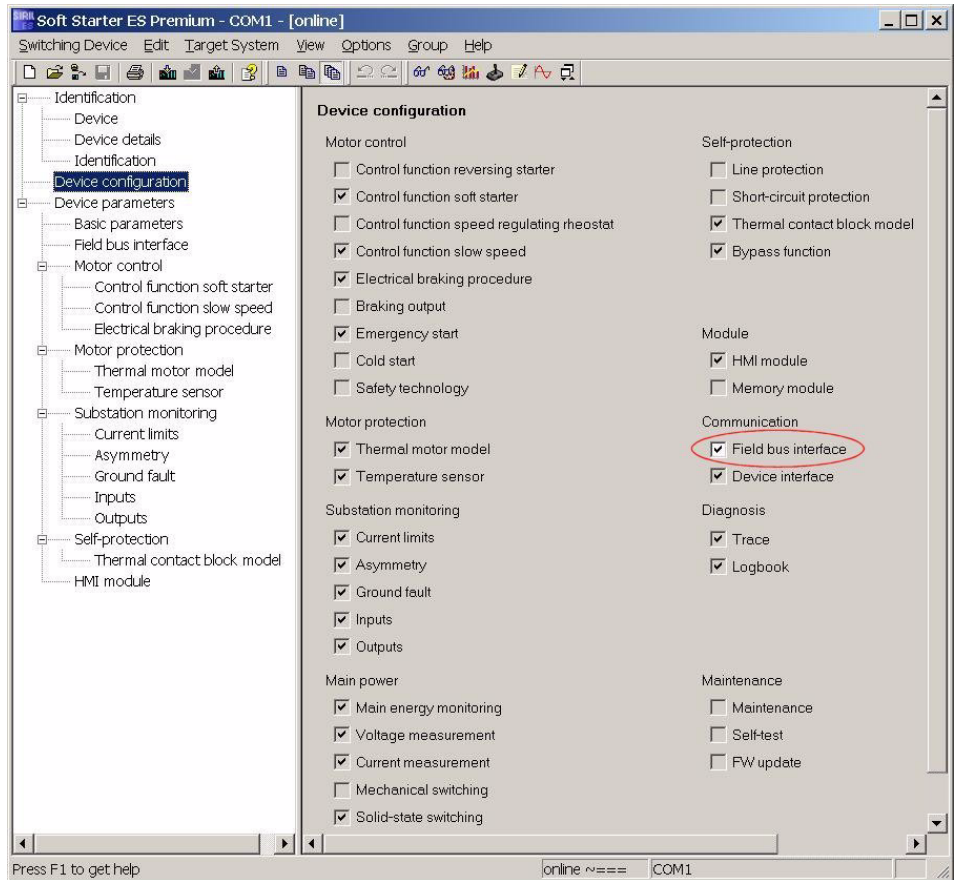 Soft Starter ES Premium - COM1 - [online]
Switching Device Edit Target System View Options Group Help
Identification
Device
Device details
Identification
Device configuration
Device parameters
Basic parameters
Field bus interface
Motor control
Control function soft starter
Control function slow speed
Electrical braking procedure
Motor protection
Thermal motor model
Temperature sensor
Substation monitoring
Current limits
Asymmetry
Ground fault
Inputs
Outputs
Self-protection
Thermal contact block model
HMI module
Device configuration
Motor control
Control function reversing starter
Control function soft starter
Control function speed regulating rheostat
Control function slow speed
Electrical braking procedure
Braking output
Emergency start
Cold start
Safety technology
Motor protection
Thermal motor model
Temperature sensor
Substation monitoring
Current limits
Asymmetry
Ground fault
Inputs
Outputs
Main power
Main energy monitoring
Voltage measurement
Current measurement
Mechanical switching
Solid-state switching
Self-protection
Line protection
Short-circuit protection
Thermal contact block model
Bypass function
Module
HMI module
Memory module
Communication
Field bus interface
Device interface
Diagnosis
Trace
Logbook
Maintenance
Maintenance
Self-test
FW update
Press F1 to get help
online ~===
COM1